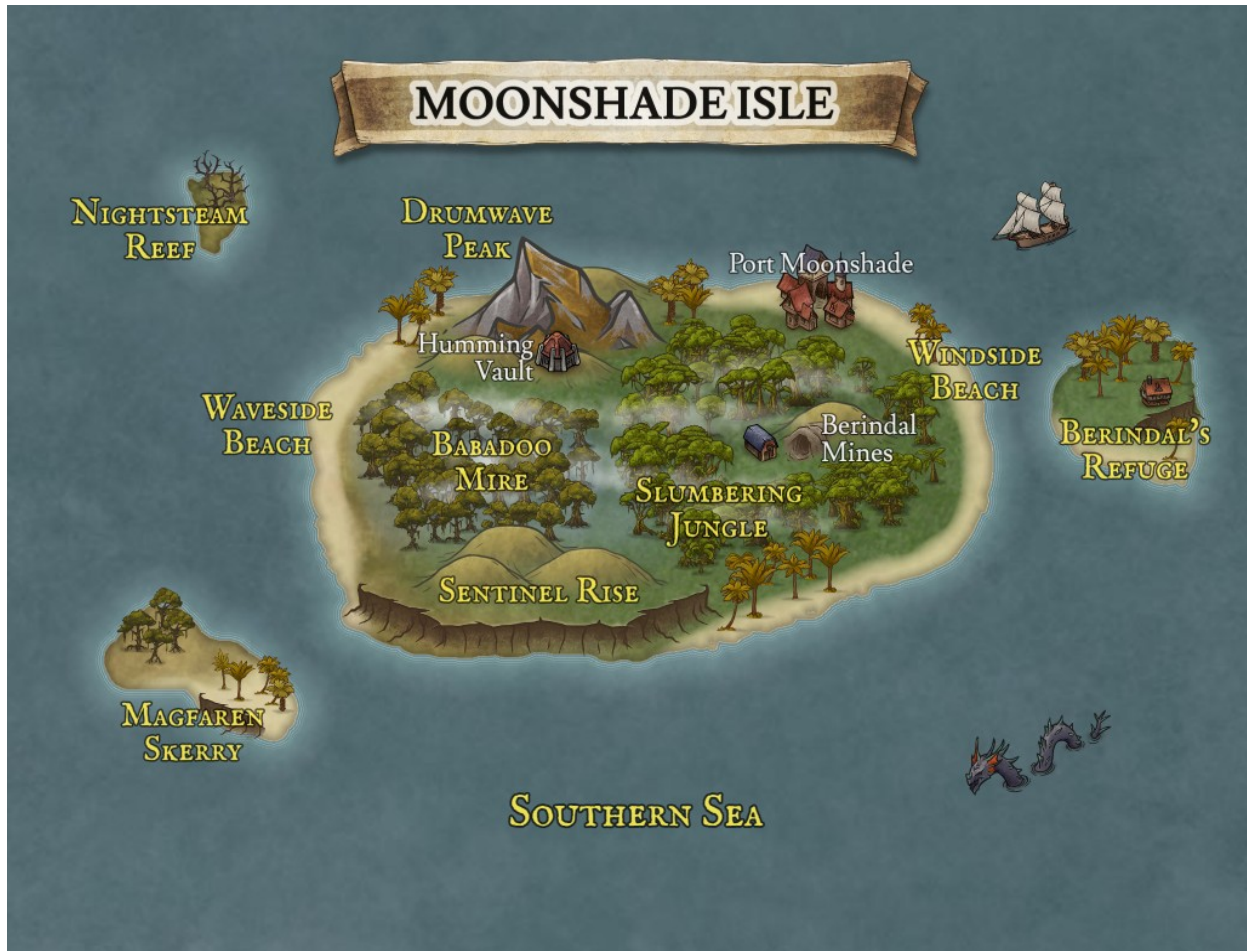 MOONSHADE ISLE
NIGHTSTEAM
REEF
DRUMWAVE
PEAK
Port Moonshade
Humming
Vault
WINDSIDE
BEACH
WAVESIDE
BEACH
BABADOO
MIRE
Berindal
Mines
BERINDAL'S
REFUGE
SLUMBERING
JUNGLE
SENTINEL RISE
MAGFAREN
SKERRY
SOUTHERN SEA